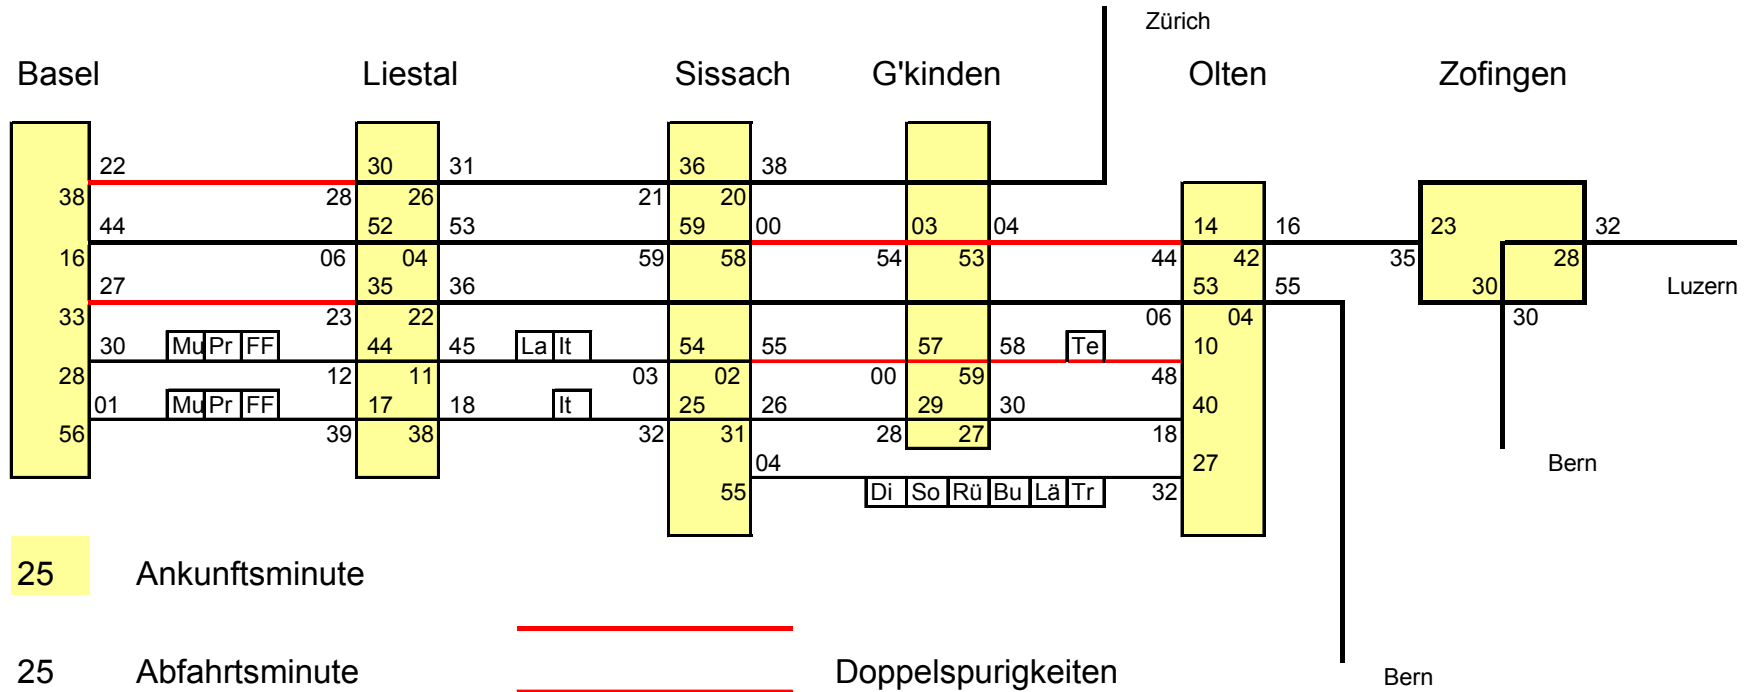 Zürich
Basel Liestal Sissach G'kinden Olten Zofingen
22 30 31 36 38
38 28 26 21 20
44 52 53 59 00 03 04 14 16 23 32
16 06 04 59 58 54 53 44 42 35 28
27 35 36 53 55 30 Luzern
33 23 22 06 04 30
30 Mu Pr FF 44 45 La It 54 55 57 58 Te 10
28 12 11 03 02 00 59 48
01 Mu Pr FF 17 18 It 25 26 29 30 40
56 39 38 32 31 28 27 18
04 27 Bern
55 Di So Rü Bu Lä Tr 32
25 Ankunftsminute
25 Abfahrtsminute Doppelspurigkeiten Bern